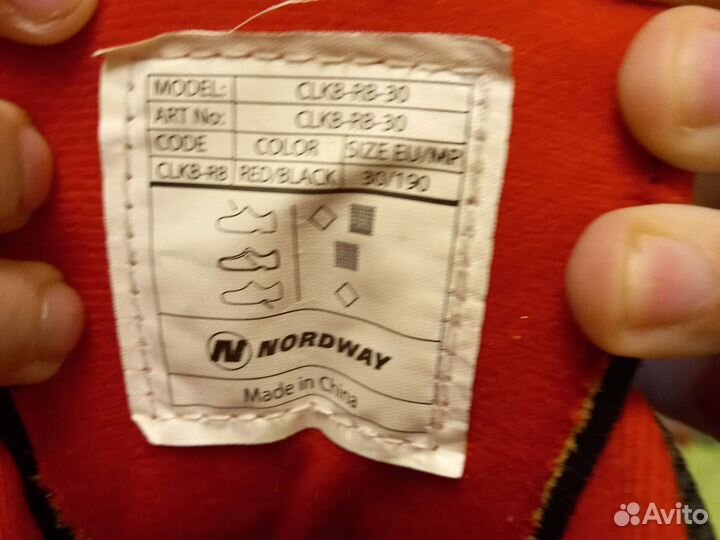 MODEL: CLKB-RB-30
ART No: CLKB-RB-30
CODE COLOR SIZE EU/MP
CLKB-RB RED/BLACK 30/190
N NORDWAY
Made in China
Avito